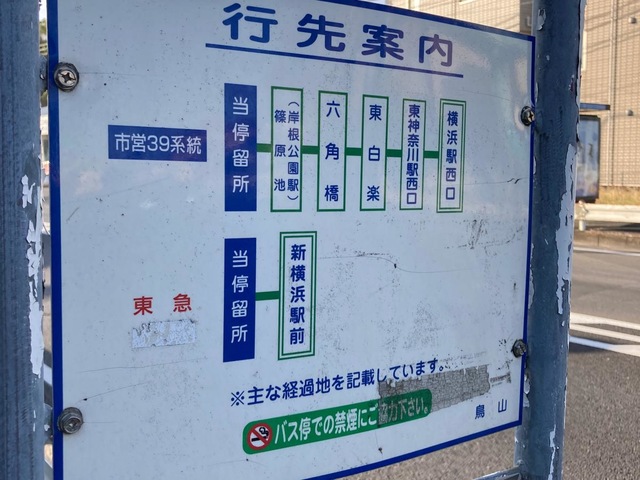 行先案内
市営39系統
当停留所
(岸根公園駅)
篠原池
六角橋
東白楽
東神奈川駅西口
横浜駅西口
東急
当停留所
新横浜駅前
※主な経過地を記載しています。
バス停での禁煙にご協力下さい。
鳥山